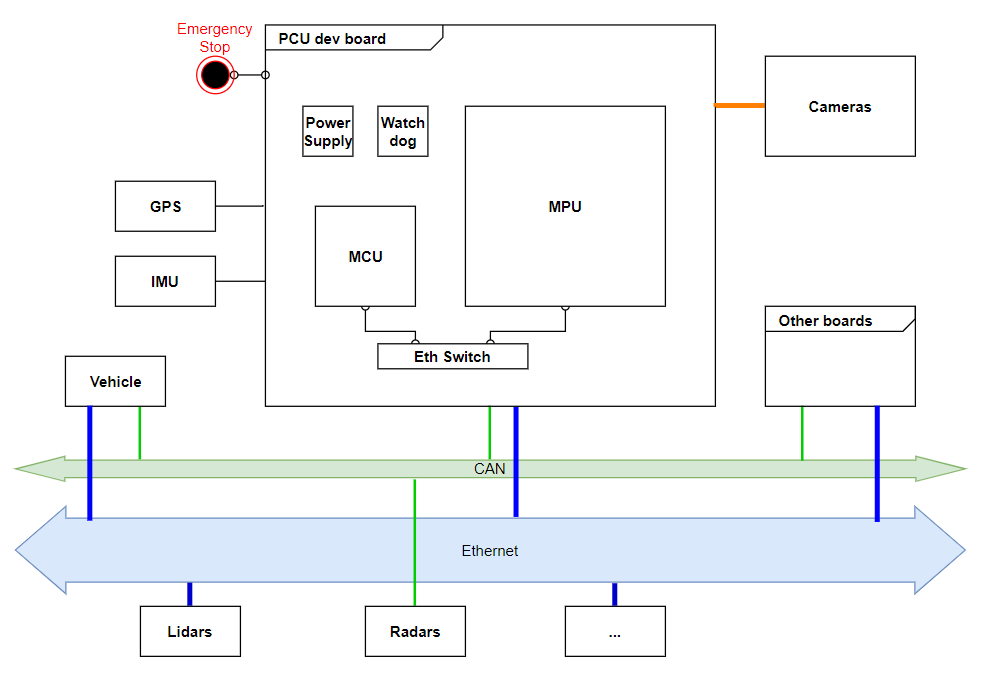 Emergency
Stop
PCU dev board
Cameras
Power
Supply
Watch
dog
MPU
GPS
MCU
IMU
Other boards
Eth Switch
Vehicle
CAN
Ethernet
Lidars
Radars
...